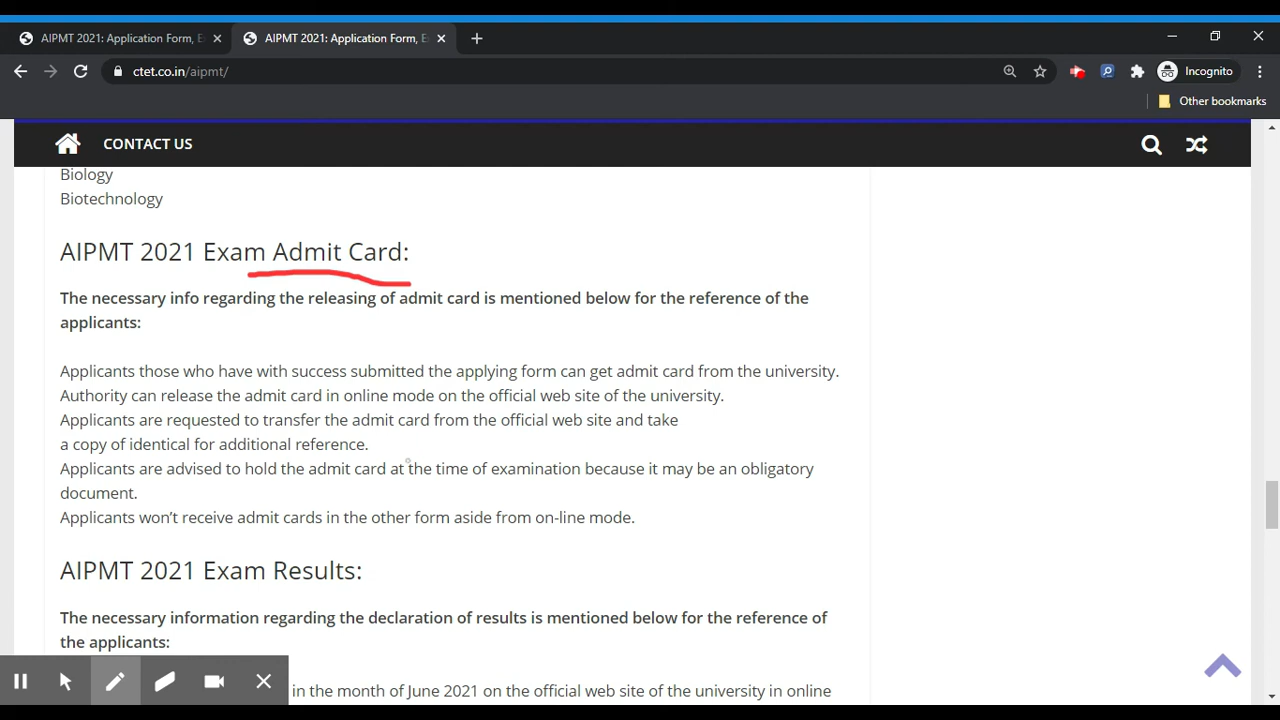 AIPMT 2021: Application Form, E
AIPMT 2021: Application Form, E
ctet.co.in/aipmt/
Incognito
Other bookmarks
CONTACT US
Biology
Biotechnology
AIPMT 2021 Exam Admit Card:
The necessary info regarding the releasing of admit card is mentioned below for the reference of the
applicants:
Applicants those who have with success submitted the applying form can get admit card from the university.
Authority can release the admit card in online mode on the official web site of the university.
Applicants are requested to transfer the admit card from the official web site and take
a copy of identical for additional reference.
Applicants are advised to hold the admit card at the time of examination because it may be an obligatory
document.
Applicants won’t receive admit cards in the other form aside from on-line mode.
AIPMT 2021 Exam Results:
The necessary information regarding the declaration of results is mentioned below for the reference of
the applicants:
in the month of June 2021 on the official web site of the university in online